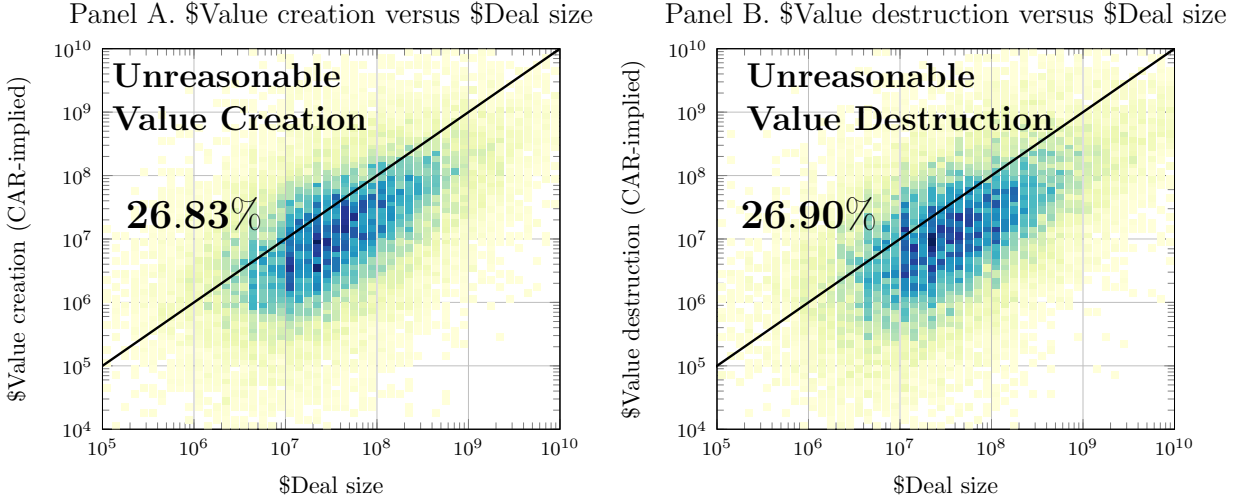 Panel A. $Value creation versus $Deal size
10^10
10^9
10^8
10^7
10^6
10^5
10^4
$Value creation (CAR-implied)
Unreasonable
Value Creation
26.83%
10^5 10^6 10^7 10^8 10^9 10^10
$Deal size
Panel B. $Value destruction versus $Deal size
10^10
10^9
10^8
10^7
10^6
10^5
10^4
$Value destruction (CAR-implied)
Unreasonable
Value Destruction
26.90%
10^5 10^6 10^7 10^8 10^9 10^10
$Deal size